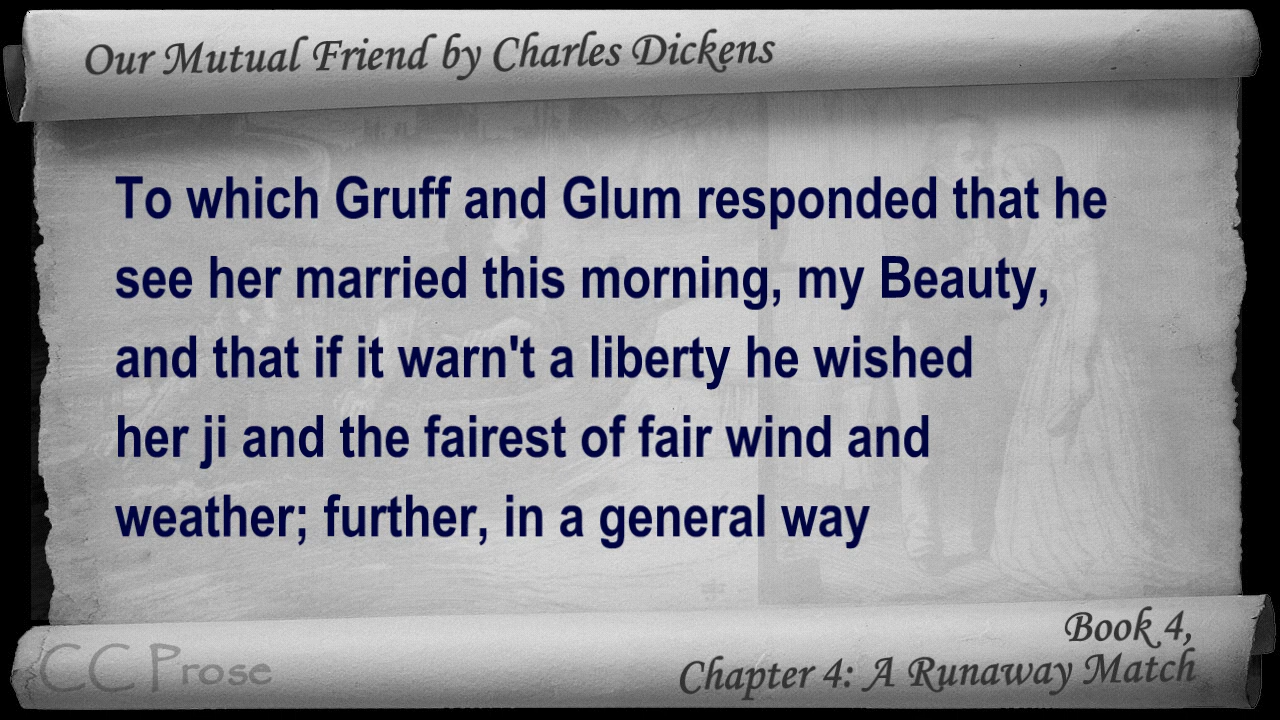 Our Mutual Friend by Charles Dickens
To which Gruff and Glum responded that he
see her married this morning, my Beauty,
and that if it warn't a liberty he wished
her ji and the fairest of fair wind and
weather; further, in a general way
Book 4,
Chapter 4: A Runaway Match
CC Prose